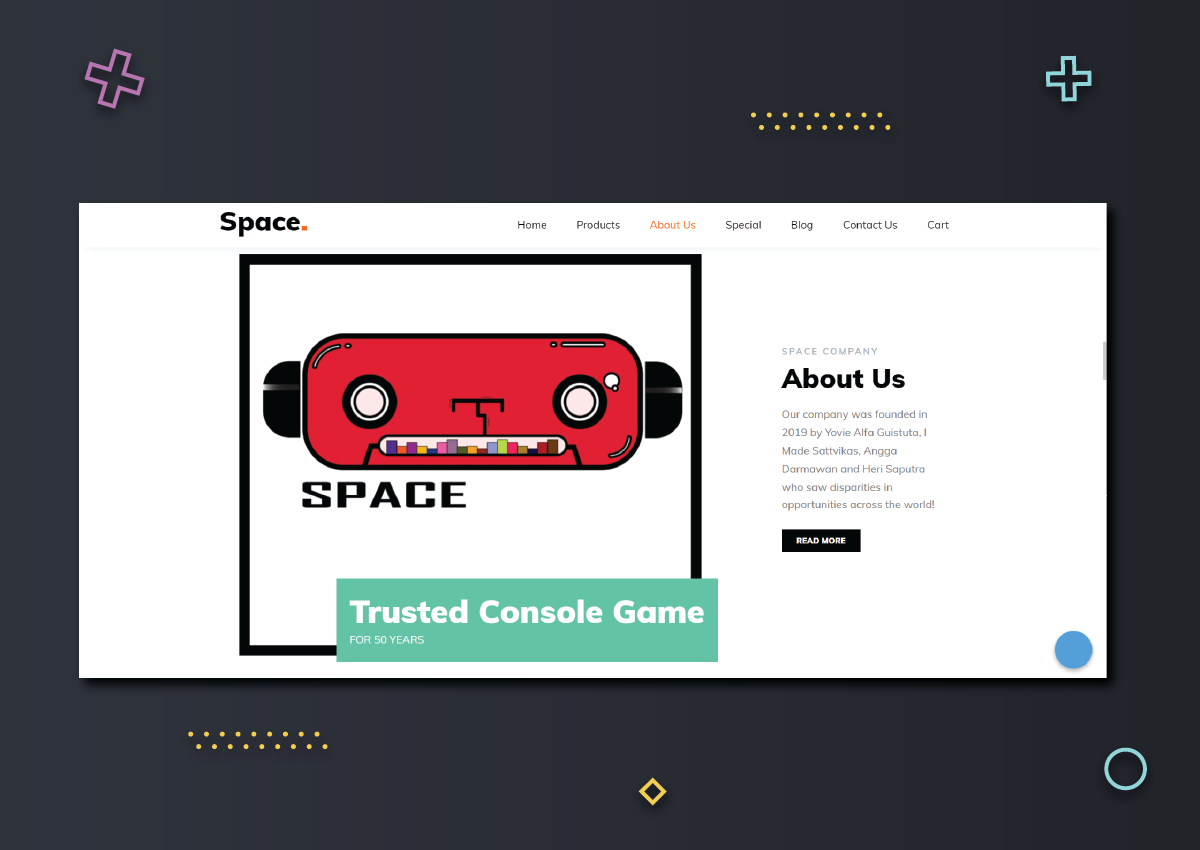 Space.
Home Products About Us Special Blog Contact Us Cart
SPACE
Trusted Console Game
FOR 50 YEARS
SPACE COMPANY
About Us
Our company was founded in
2019 by Yovie Alfa Guistuta, I
Made Sattvikas, Angga
Darmawan and Heri Saputra
who saw disparities in
opportunities across the world!
READ MORE